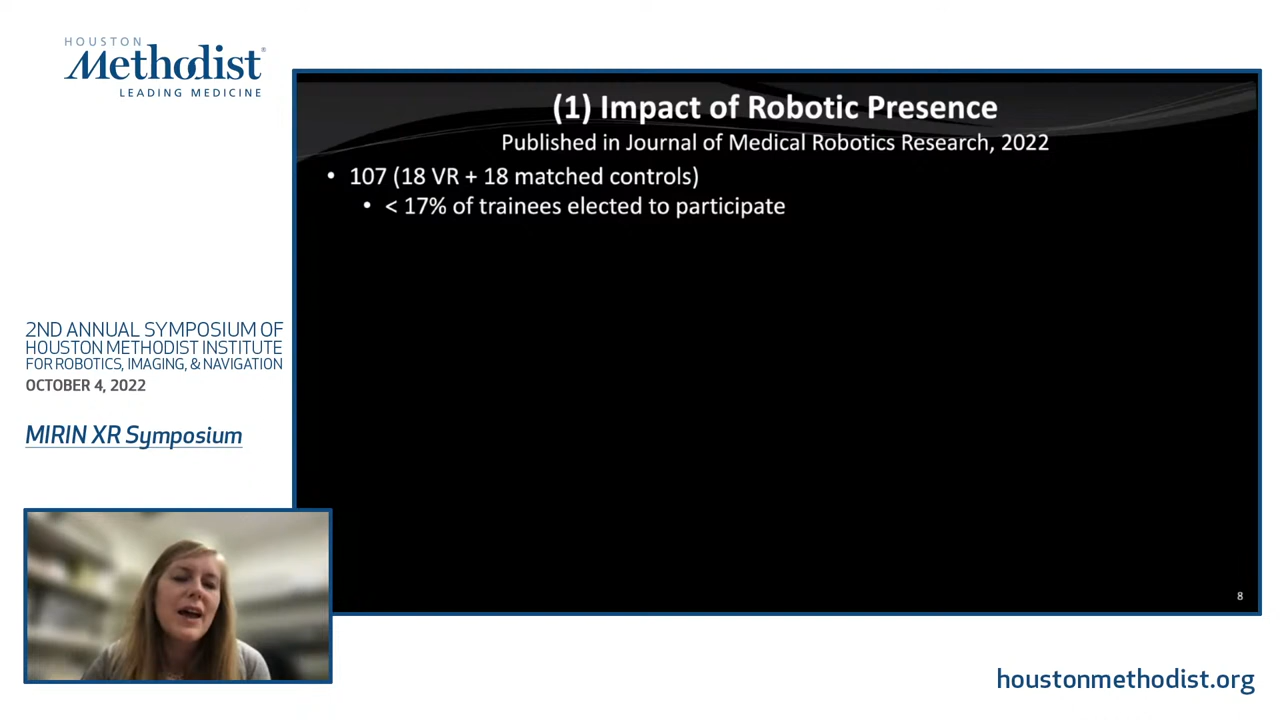 HOUSTON
Methodist®
LEADING MEDICINE
2ND ANNUAL SYMPOSIUM OF
HOUSTON METHODIST INSTITUTE
FOR ROBOTICS, IMAGING, & NAVIGATION
OCTOBER 4, 2022
MIRIN XR Symposium
(1) Impact of Robotic Presence
Published in Journal of Medical Robotics Research, 2022
• 107 (18 VR + 18 matched controls)
• < 17% of trainees elected to participate
8
houstonmethodist.org